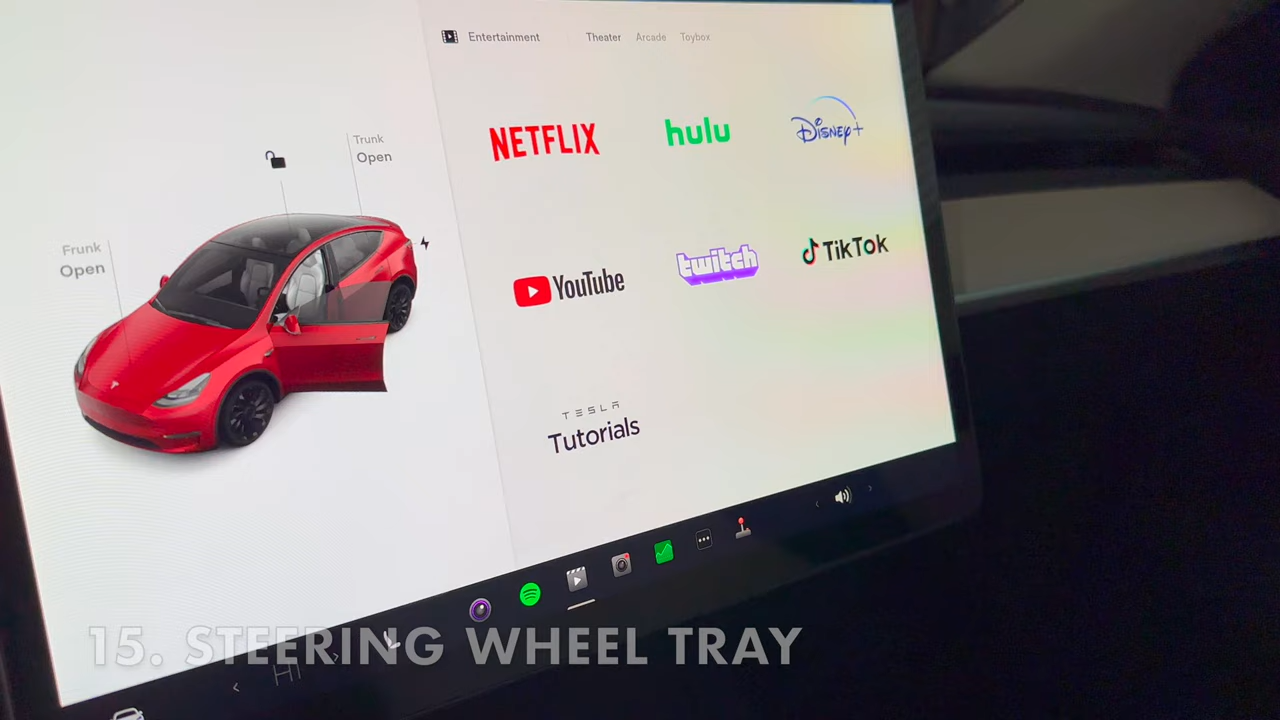 Entertainment Theater Arcade Toybox
Trunk
Open
Frunk
Open
NETFLIX hulu Disney+
YouTube twitch TikTok
TESLA
Tutorials
HI
15. STEERING WHEEL TRAY